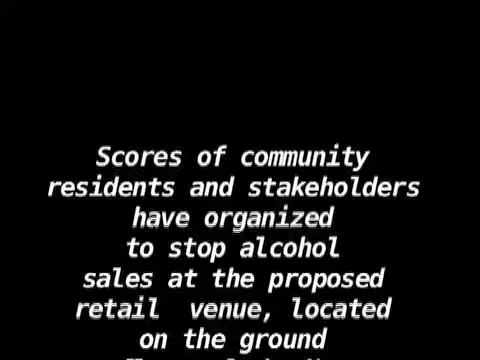 Scores of community
residents and stakeholders
have organized
to stop alcohol
sales at the proposed
retail venue, located
on the ground